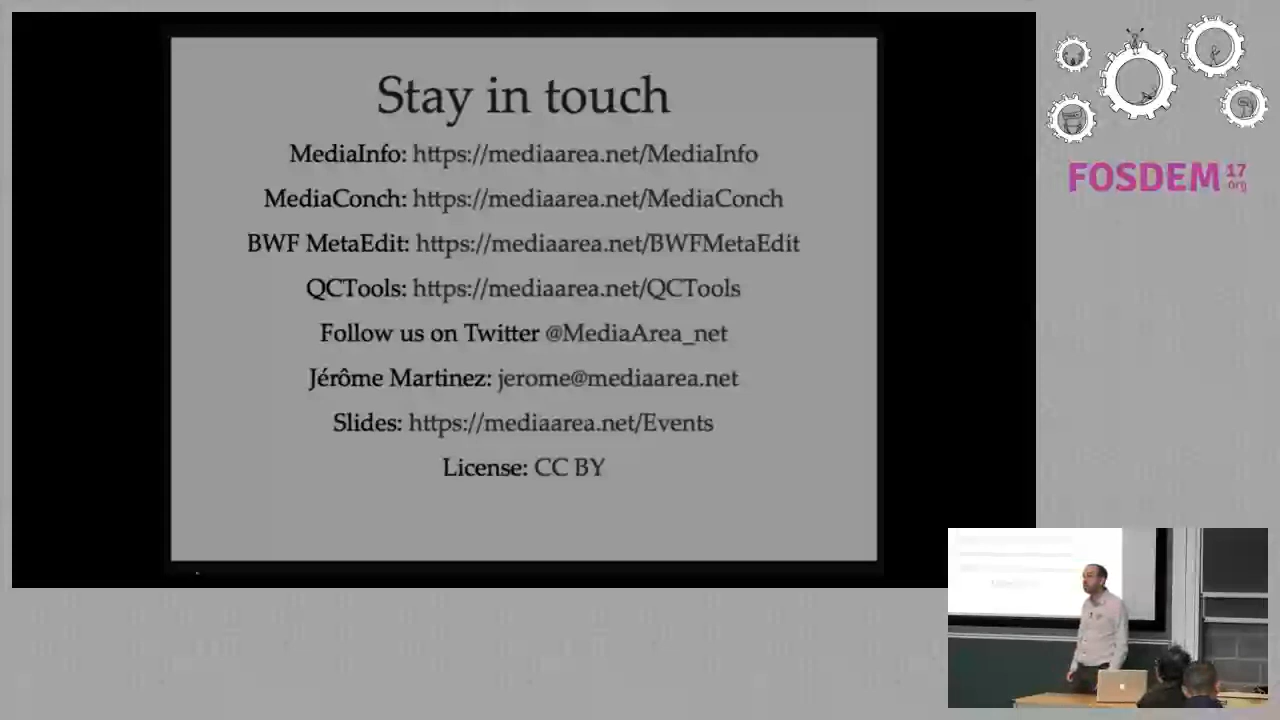 Stay in touch
MediaInfo: https://mediaarea.net/MediaInfo
MediaConch: https://mediaarea.net/MediaConch
BWF MetaEdit: https://mediaarea.net/BWFMetaEdit
QCTools: https://mediaarea.net/QCTools
Follow us on Twitter @MediaArea_net
Jérôme Martinez: jerome@mediaarea.net
Slides: https://mediaarea.net/Events
License: CC BY
FOSDEM 17
.org